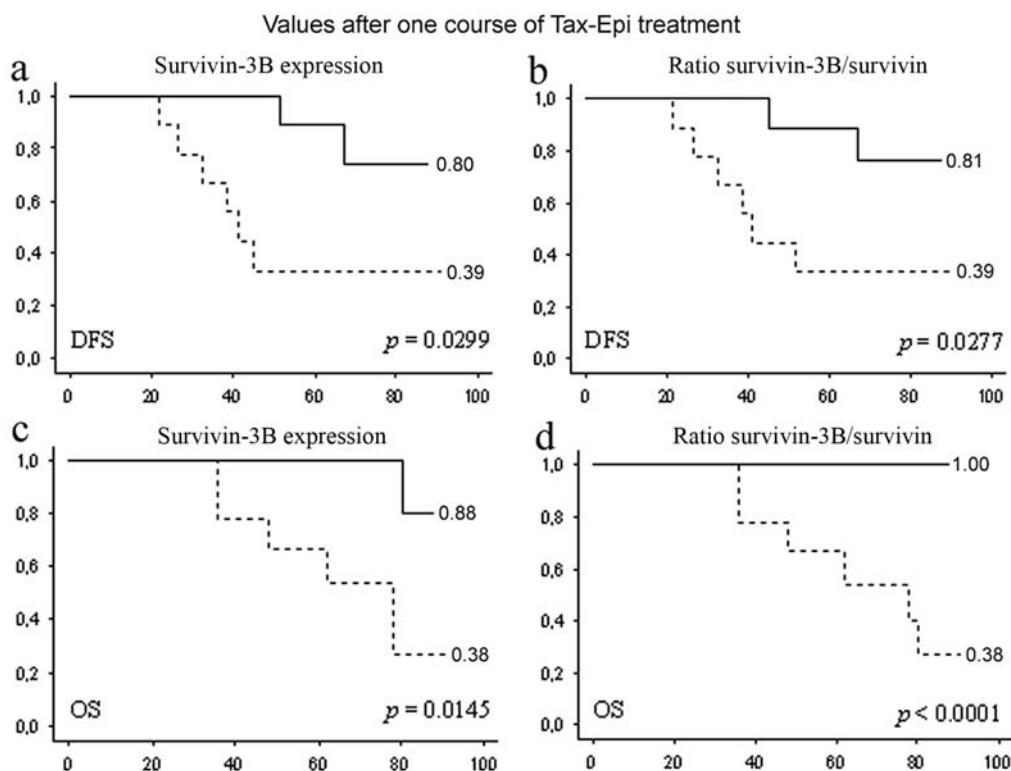 Values after one course of Tax-Epi treatment
a
Survivin-3B expression
1,0
0,8
0,6
0,4
0,2
0,0
0.80
0.39
DFS
p = 0.0299
0 20 40 60 80 100
b
Ratio survivin-3B/survivin
1,0
0,8
0,6
0,4
0,2
0,0
0.81
0.39
DFS
p = 0.0277
0 20 40 60 80 100
c
Survivin-3B expression
1,0
0,8
0,6
0,4
0,2
0,0
0.88
0.38
OS
p = 0.0145
0 20 40 60 80 100
d
Ratio survivin-3B/survivin
1,0
0,8
0,6
0,4
0,2
0,0
1.00
0.38
OS
p < 0.0001
0 20 40 60 80 100